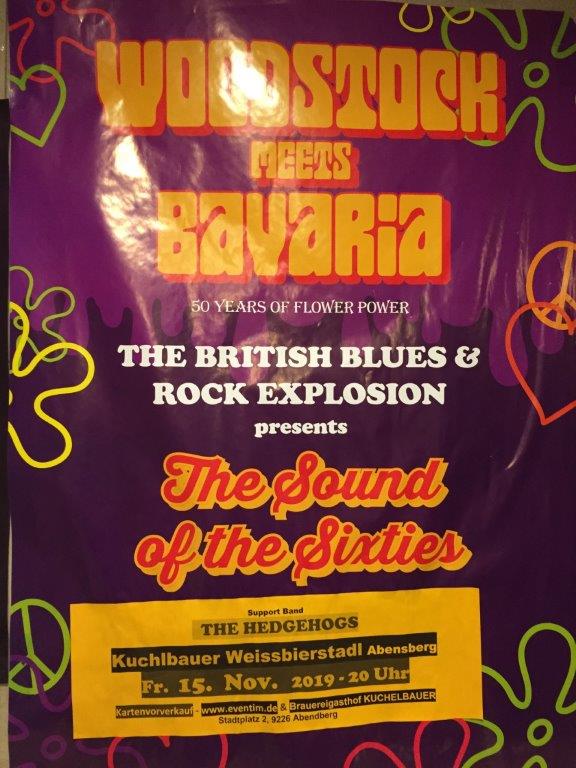 WOODSTOCK
MEETS
BAVARIA
50 YEARS OF FLOWER POWER
THE BRITISH BLUES &
ROCK EXPLOSION
presents
The Sound
of the Sixties
Support Band
THE HEDGEHOGS
Kuchlbauer Weissbierstadl Abensberg
Fr. 15. Nov. 2019 - 20 Uhr
Kartenvorverkauf - www.eventim.de & Brauereigasthof KUCHELBAUER
Stadtplatz 2, 9226 Abendberg